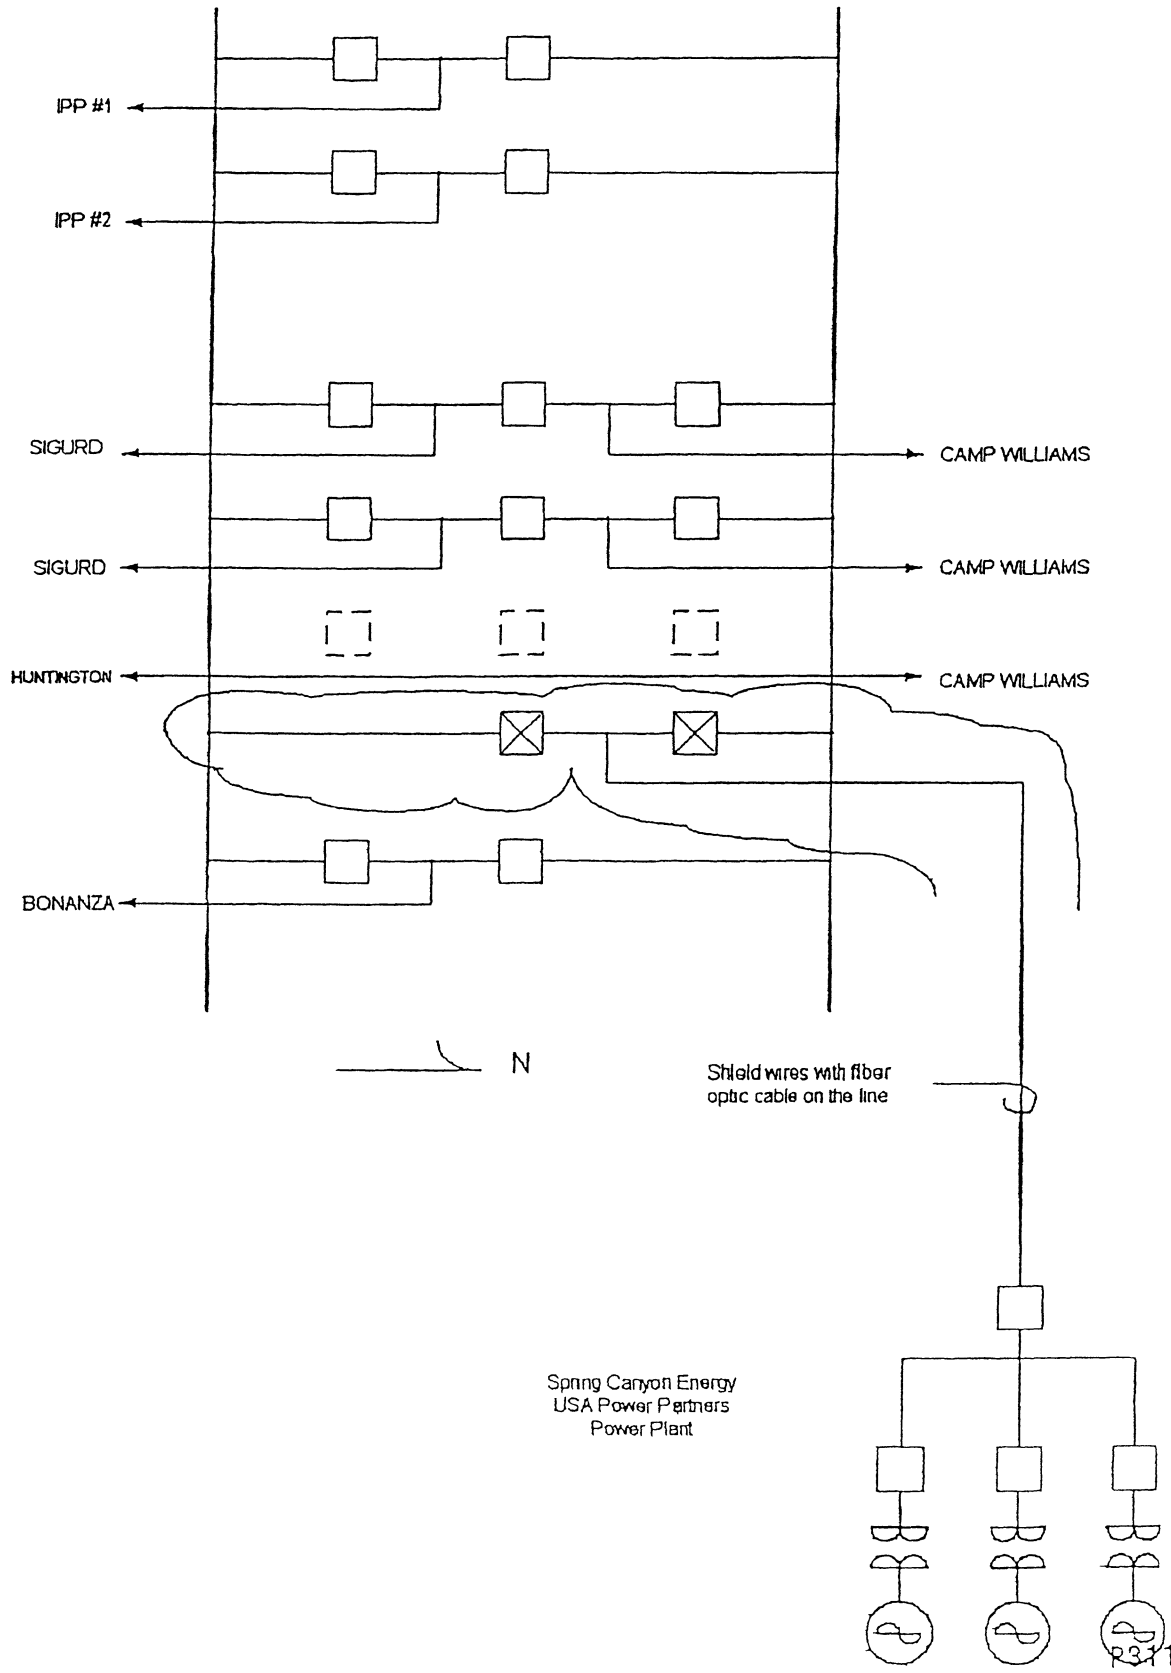 IPP #1
IPP #2
SIGURD
CAMP WILLIAMS
SIGURD
CAMP WILLIAMS
HUNTINGTON
CAMP WILLIAMS
BONANZA
N
Shield wires with fiber
optic cable on the line
Spring Canyon Energy
USA Power Partners
Power Plant